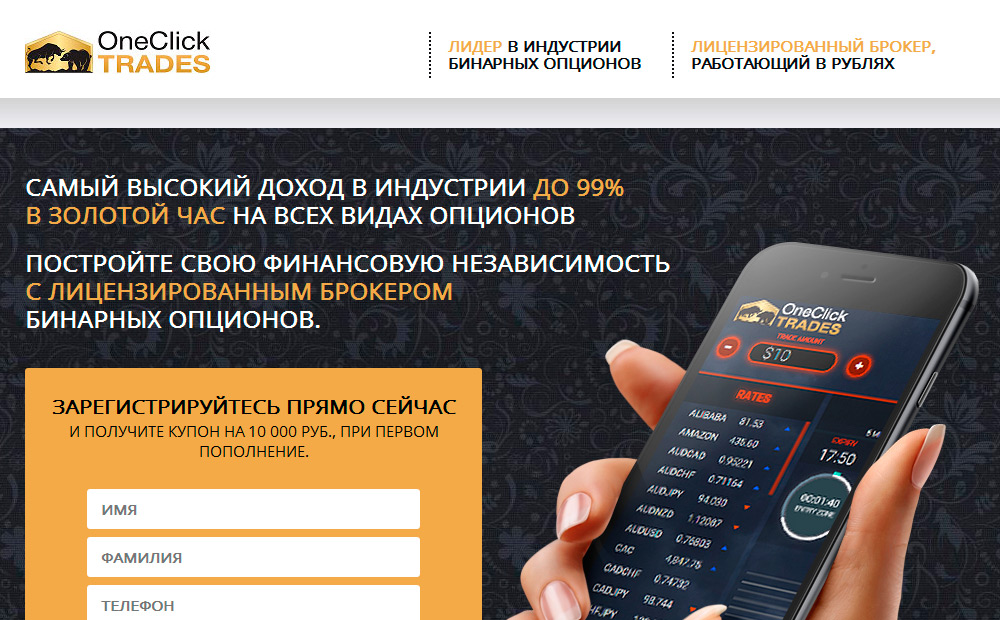 OneClick
TRADES
ЛИДЕР В ИНДУСТРИИ
БИНАРНЫХ ОПЦИОНОВ
ЛИЦЕНЗИРОВАННЫЙ БРОКЕР,
РАБОТАЮЩИЙ В РУБЛЯХ
САМЫЙ ВЫСОКИЙ ДОХОД В ИНДУСТРИИ ДО 99%
В ЗОЛОТОЙ ЧАС НА ВСЕХ ВИДАХ ОПЦИОНОВ
ПОСТРОЙТЕ СВОЮ ФИНАНСОВУЮ НЕЗАВИСИМОСТЬ
С ЛИЦЕНЗИРОВАННЫМ БРОКЕРОМ
БИНАРНЫХ ОПЦИОНОВ.
ЗАРЕГИСТРИРУЙТЕСЬ ПРЯМО СЕЙЧАС
И ПОЛУЧИТЕ КУПОН НА 10 000 РУБ., ПРИ ПЕРВОМ
ПОПОЛНЕНИЕ.
ИМЯ
ФАМИЛИЯ
ТЕЛЕФОН
OneClick
TRADES
TRADE AMOUNT
- $10 +
RATES
ALIBABA 81.53
AMAZON 435.60
AUDCAD 0.95221
AUDCHF 0.71164
AUDJPY 94.030
AUDNZD 1.12087
AUDUSD 0.76803
CAC 4,847.75
CADCHF 0.74732
CADJPY 98.744
EXPIRY
17:50
00:01:40
ENTRY ZONE